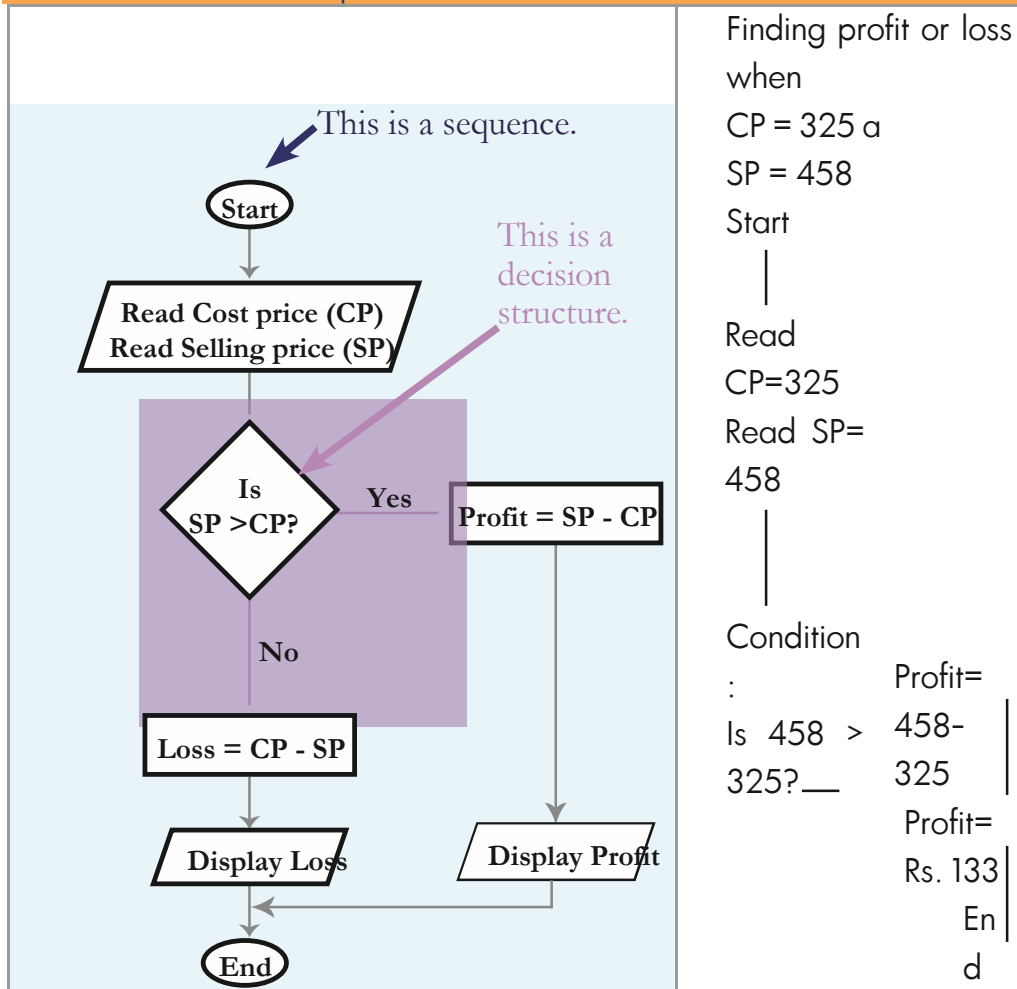 This is a sequence.
Start
This is a
decision
structure.
Read Cost price (CP)
Read Selling price (SP)
Is
SP >CP?
Yes
Profit = SP - CP
No
Loss = CP - SP
Display Loss
Display Profit
End
Finding profit or loss
when
CP = 325 a
SP = 458
Start
Read
CP=325
Read SP=
458
Condition
:
Is 458 >
325?
Profit=
458-
325
Profit=
Rs. 133
En
d